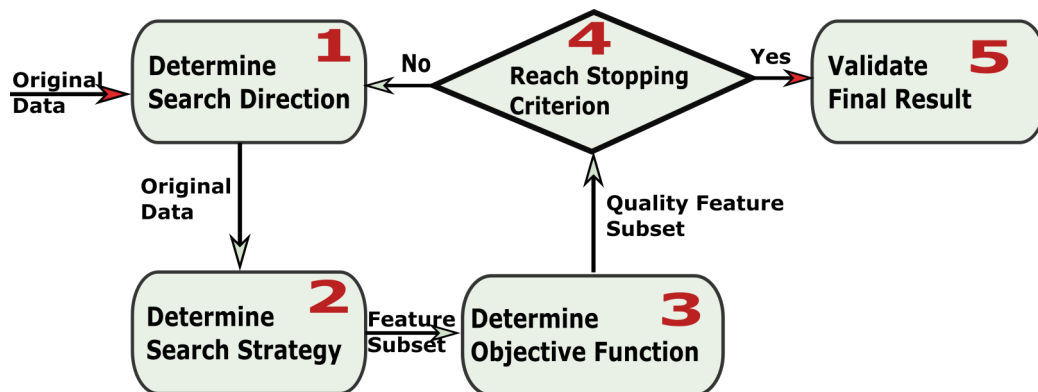 Original
Data
1
Determine
Search Direction
No
4
Reach Stopping
Criterion
Yes
5
Validate
Final Result
Original
Data
Quality Feature
Subset
2
Determine
Search Strategy
Feature
Subset
3
Determine
Objective Function